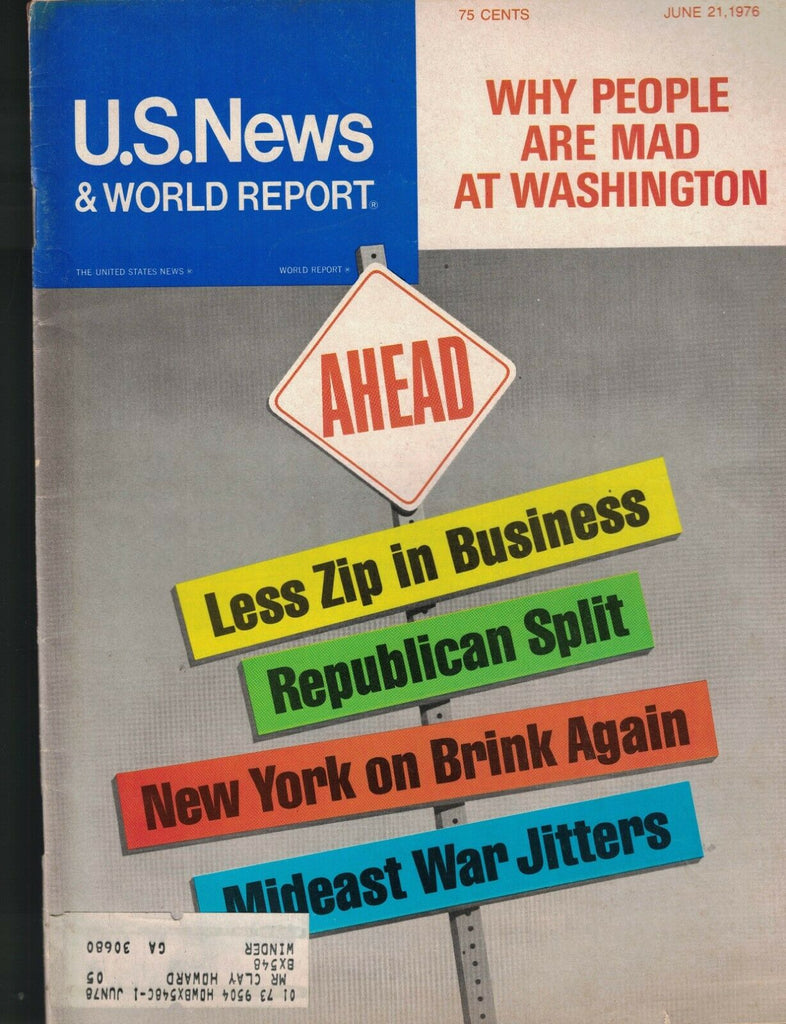 75 CENTS
JUNE 21, 1976
U.S.News
& WORLD REPORT®
THE UNITED STATES NEWS ®
WORLD REPORT ®
WHY PEOPLE
ARE MAD
AT WASHINGTON
AHEAD
Less Zip in Business
Republican Split
New York on Brink Again
Mideast War Jitters
01 73 9504 HDWBX548C-1 JUN78
MR CLAY HOWARD 05
BX548
WINDER GA 30680